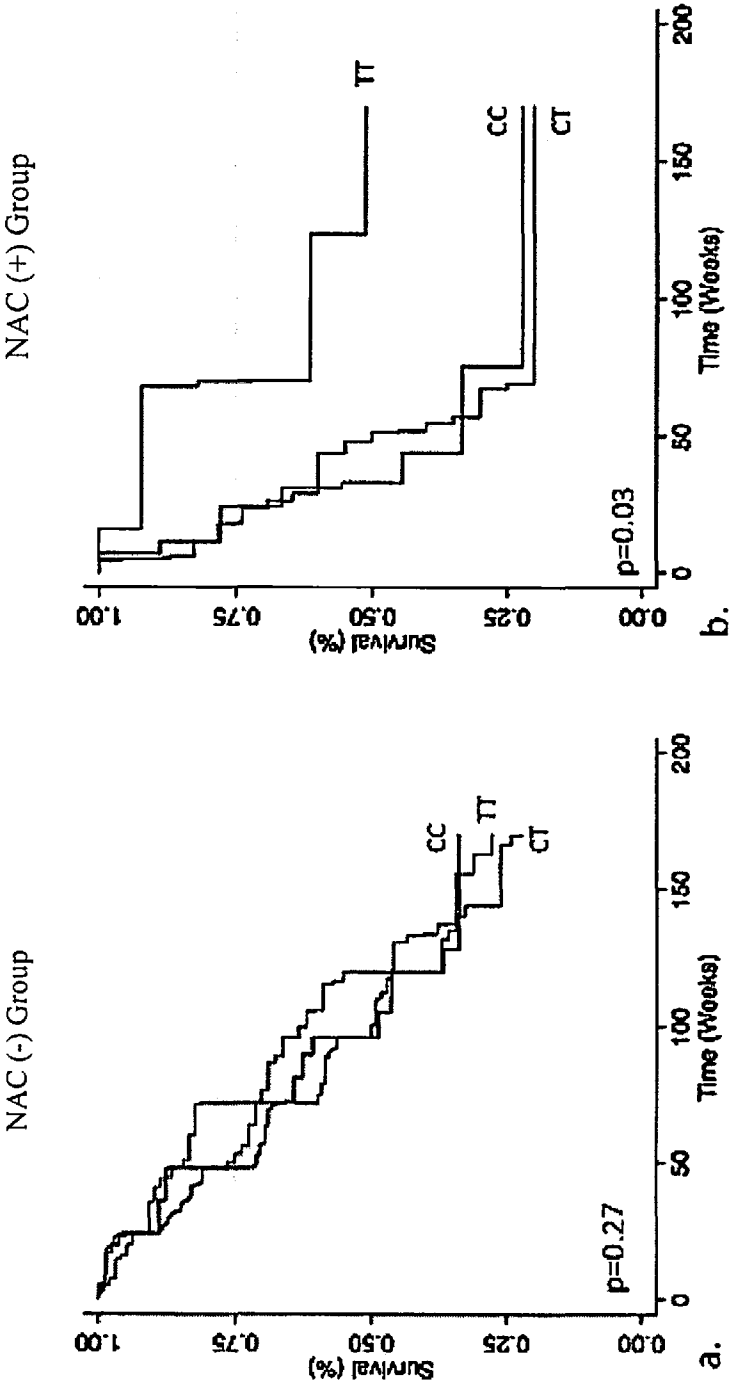 NAC (-) Group
1.00
0.75
0.50
0.25
0.00
Survival (%)
CC
TT
CT
p=0.27
0
50
100
150
200
Time (Weeks)
a.
NAC (+) Group
1.00
0.75
0.50
0.25
0.00
Survival (%)
TT
CC
CT
p=0.03
0
50
100
150
200
Time (Weeks)
b.